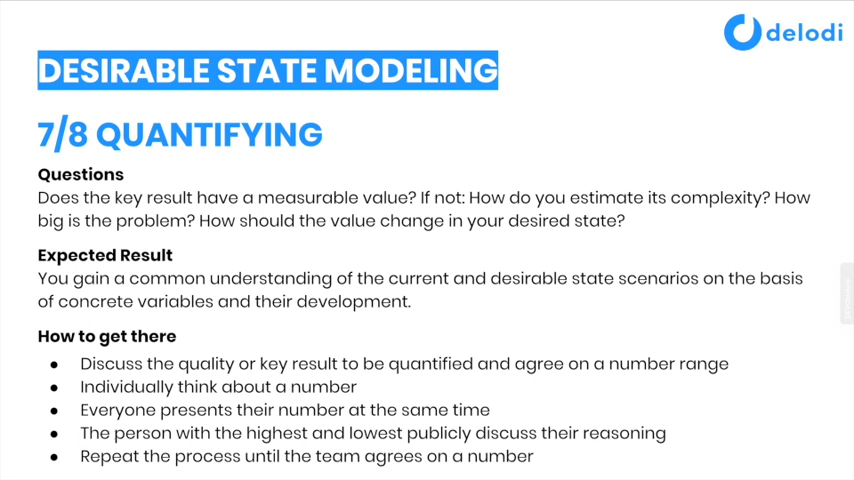 delodi
DESIRABLE STATE MODELING
7/8 QUANTIFYING
Questions
Does the key result have a measurable value? If not: How do you estimate its complexity? How
big is the problem? How should the value change in your desired state?
Expected Result
You gain a common understanding of the current and desirable state scenarios on the basis
of concrete variables and their development.
How to get there
● Discuss the quality or key result to be quantified and agree on a number range
● Individually think about a number
● Everyone presents their number at the same time
● The person with the highest and lowest publicly discuss their reasoning
● Repeat the process until the team agrees on a number